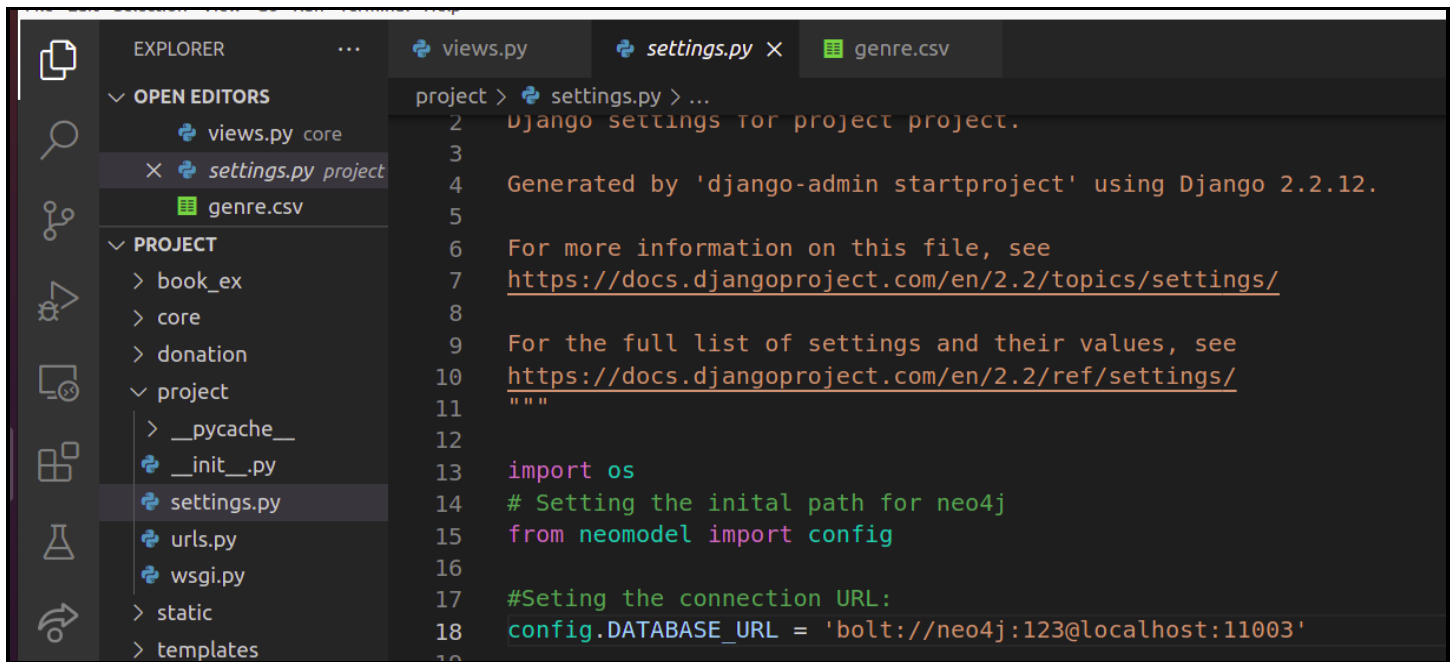 EXPLORER ...
OPEN EDITORS
views.py core
settings.py project
genre.csv
PROJECT
book_ex
core
donation
project
__pycache__
__init__.py
settings.py
urls.py
wsgi.py
static
templates
views.py settings.py genre.csv
project > settings.py > ...
2 Django settings for project project.
3
4 Generated by 'django-admin startproject' using Django 2.2.12.
5
6 For more information on this file, see
7 https://docs.djangoproject.com/en/2.2/topics/settings/
8
9 For the full list of settings and their values, see
10 https://docs.djangoproject.com/en/2.2/ref/settings/
11 """
12
13 import os
14 # Setting the inital path for neo4j
15 from neomodel import config
16
17 #Seting the connection URL:
18 config.DATABASE_URL = 'bolt://neo4j:123@localhost:11003'